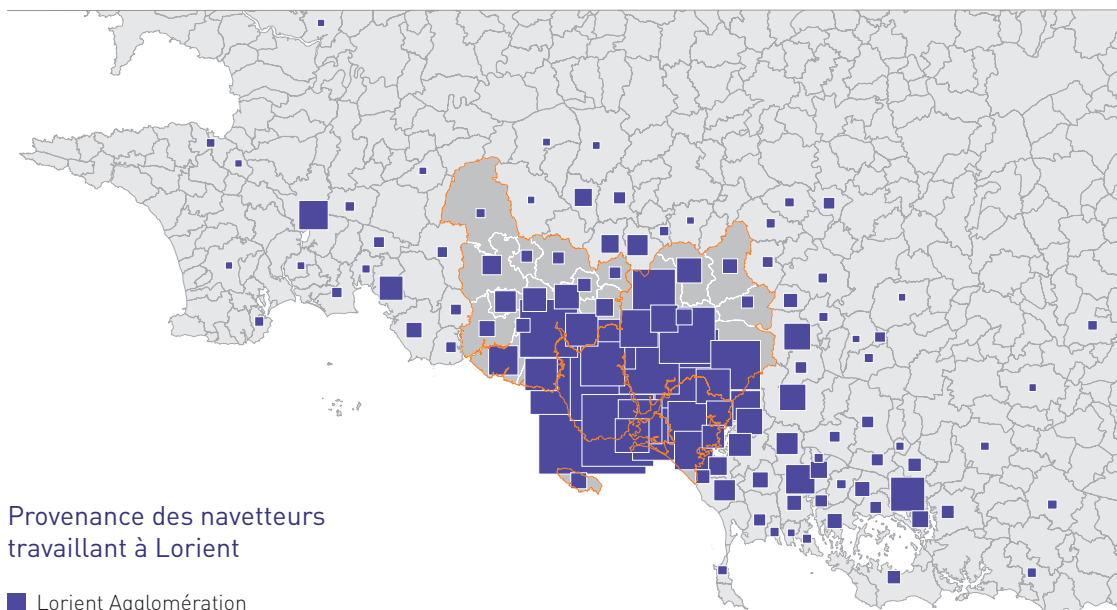 Provenance des navetteurs
travaillant à Lorient
Lorient Agglomération